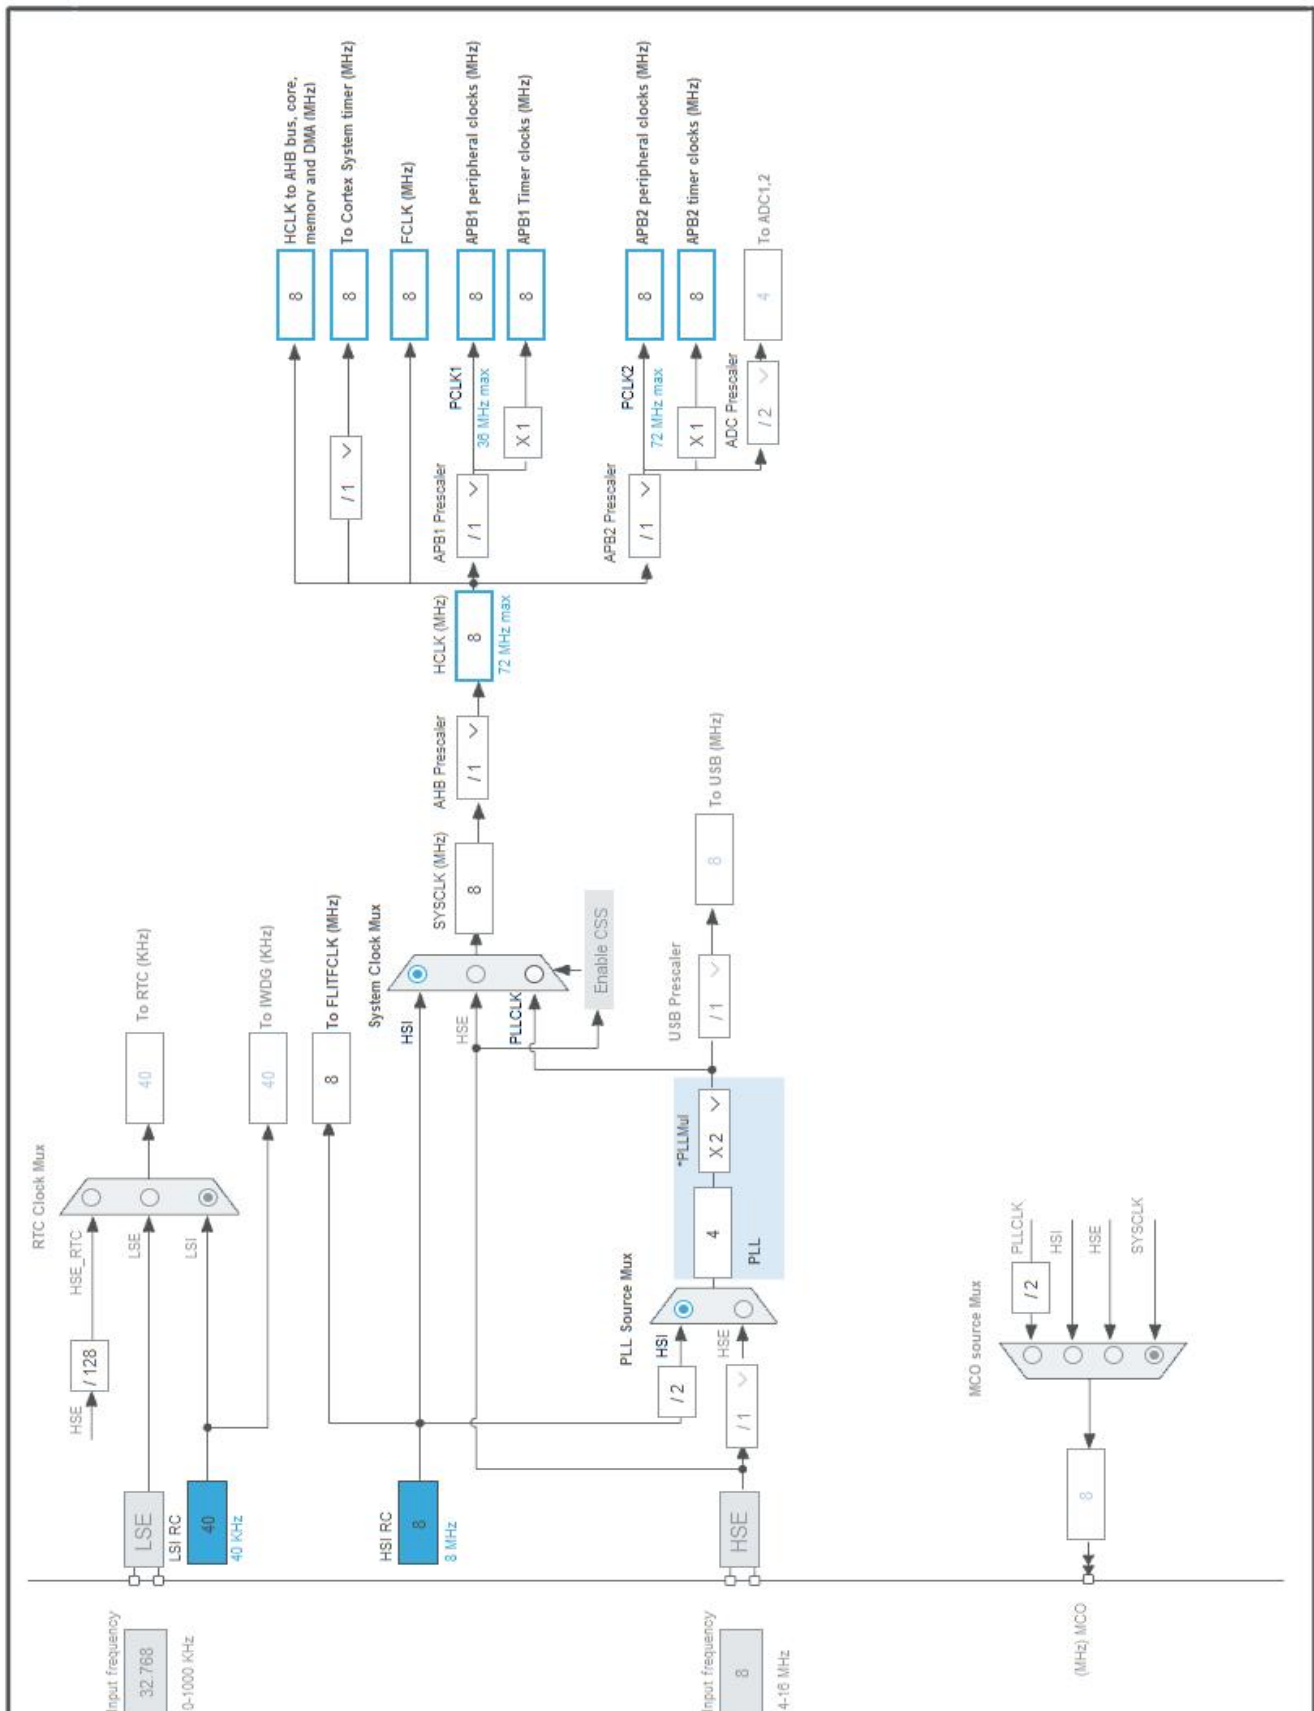 Input frequency
32.768
0-1000 KHz
LSE
LSI RC
40
40 KHz
HSE
/ 128
HSE_RTC
LSE
LSI
RTC Clock Mux
40
To RTC (KHz)
40
To IWDG (KHz)
8
To FLITFCLK (MHz)
HSI RC
8
8 MHz
System Clock Mux
HSI
HSE
PLLCLK
Enable CSS
SYSCLK (MHz)
8
AHB Prescaler
/ 1
HCLK (MHz)
8
72 MHz max
/ 1
8
HCLK to AHB bus, core,
memory and DMA (MHz)
8
To Cortex System timer (MHz)
8
FCLK (MHz)
APB1 Prescaler
/ 1
PCLK1
36 MHz max
8
APB1 peripheral clocks (MHz)
X 1
8
APB1 Timer clocks (MHz)
APB2 Prescaler
/ 1
PCLK2
72 MHz max
8
APB2 peripheral clocks (MHz)
X 1
8
APB2 timer clocks (MHz)
ADC Prescaler
/ 2
4
To ADC1,2
Input frequency
8
4-16 MHz
HSE
/ 1
/ 2
PLL Source Mux
HSI
HSE
4
*PLLMul
X 2
PLL
USB Prescaler
/ 1
8
To USB (MHz)
MCO source Mux
/ 2
PLLCLK
HSI
HSE
SYSCLK
8
(MHz) MCO